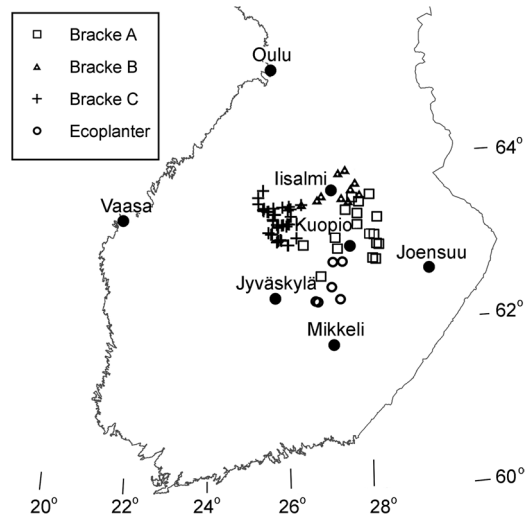 Bracke A
Bracke B
Bracke C
Ecoplanter
Oulu
64°
Iisalmi
Vaasa
Kuopio
Joensuu
Jyväskylä
62°
Mikkeli
60°
20°
22°
24°
26°
28°